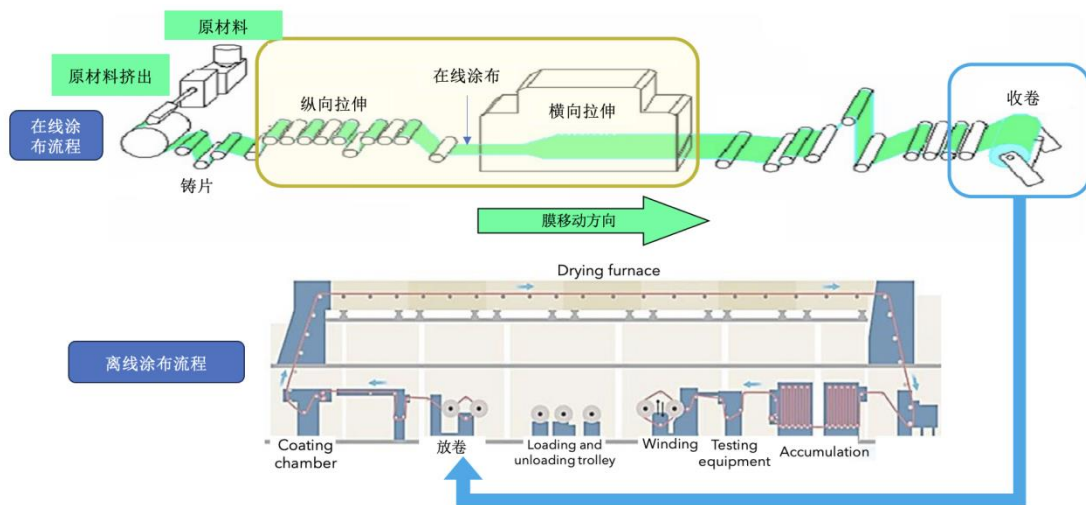 原材料
原材料挤出
在线涂布
纵向拉伸
横向拉伸
收卷
在线涂
布流程
铸片
膜移动方向
Drying furnace
离线涂布流程
Coating
chamber
放卷
Loading and
unloading trolley
Winding
Testing
equipment
Accumulation